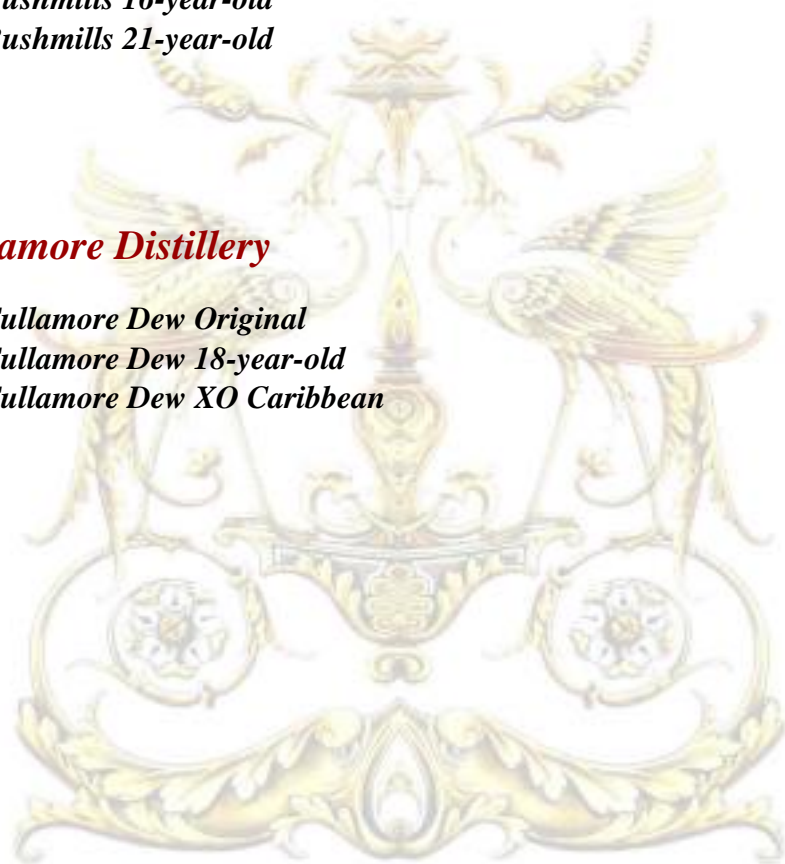 ushmills 16-year-old
ushmills 21-year-old
amore Distillery
ullamore Dew Original
ullamore Dew 18-year-old
ullamore Dew XO Caribbean